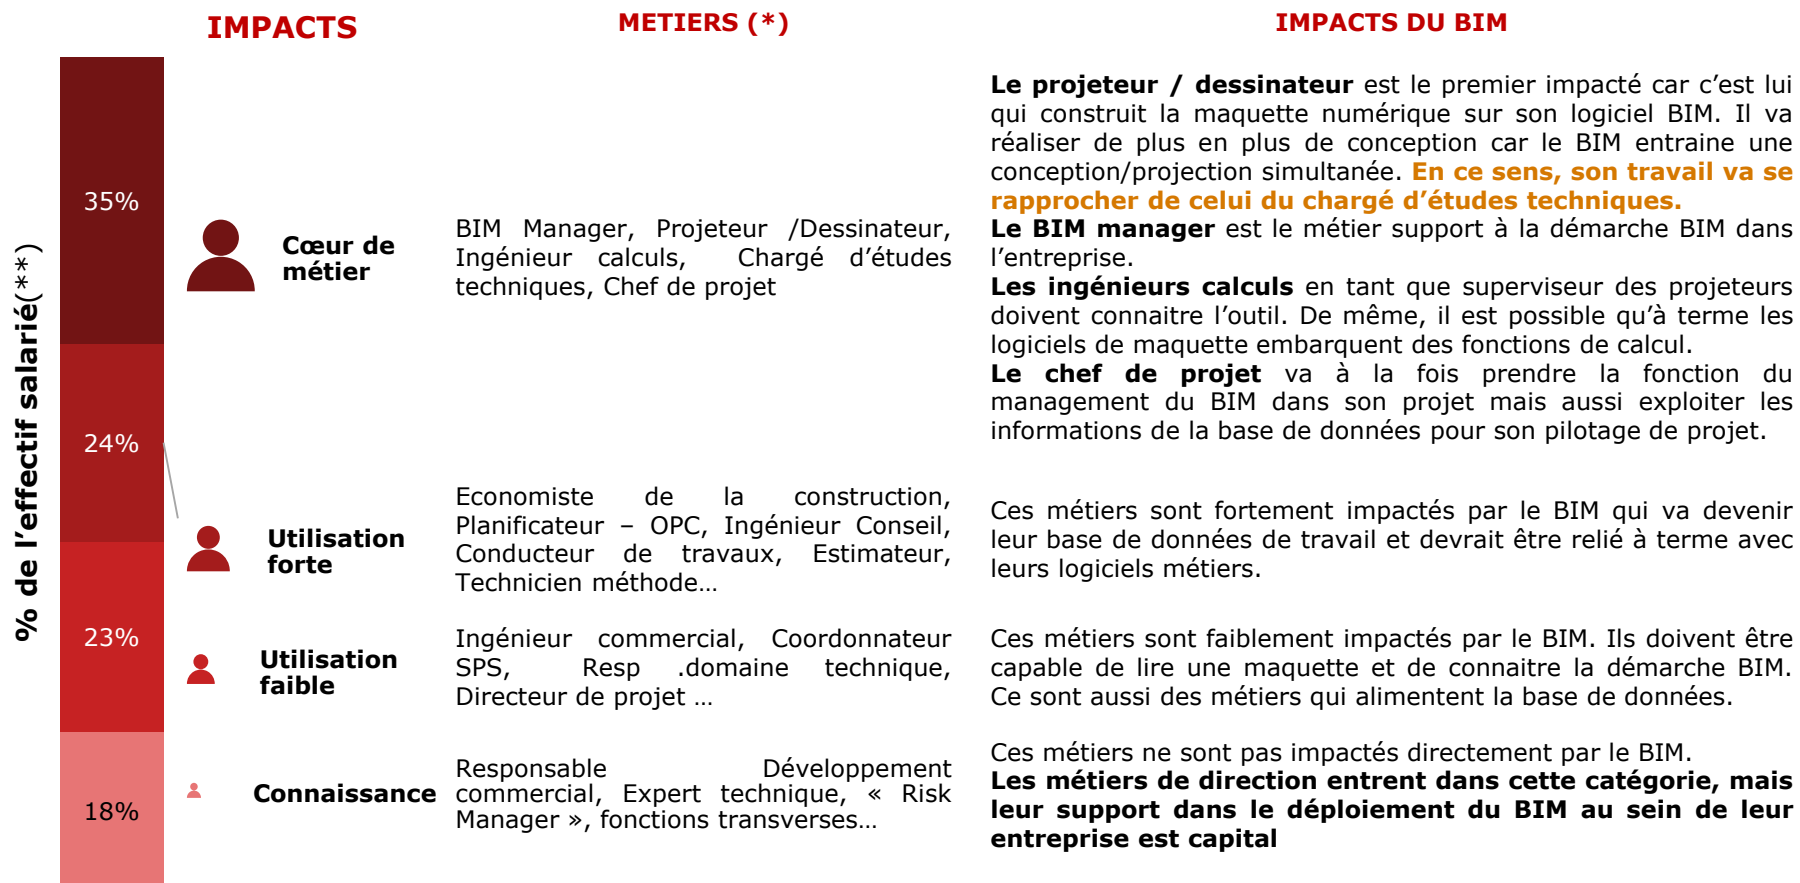 IMPACTS
METIERS (*)
IMPACTS DU BIM
% de l’effectif salarié(**)
35%
Cœur de
métier
BIM Manager, Projeteur /Dessinateur,
Ingénieur calculs, Chargé d’études
techniques, Chef de projet
Le projeteur / dessinateur est le premier impacté car c’est lui
qui construit la maquette numérique sur son logiciel BIM. Il va
réaliser de plus en plus de conception car le BIM entraine une
conception/projection simultanée. En ce sens, son travail va se
rapprocher de celui du chargé d’études techniques.
Le BIM manager est le métier support à la démarche BIM dans
l’entreprise.
Les ingénieurs calculs en tant que superviseur des projeteurs
doivent connaitre l’outil. De même, il est possible qu’à terme les
logiciels de maquette embarquent des fonctions de calcul.
Le chef de projet va à la fois prendre la fonction du
management du BIM dans son projet mais aussi exploiter les
informations de la base de données pour son pilotage de projet.
24%
Utilisation
forte
Economiste de la construction,
Planificateur – OPC, Ingénieur Conseil,
Conducteur de travaux, Estimateur,
Technicien méthode…
Ces métiers sont fortement impactés par le BIM qui va devenir
leur base de données de travail et devrait être relié à terme avec
leurs logiciels métiers.
23%
Utilisation
faible
Ingénieur commercial, Coordonnateur
SPS, Resp .domaine technique,
Directeur de projet …
Ces métiers sont faiblement impactés par le BIM. Ils doivent être
capable de lire une maquette et de connaitre la démarche BIM.
Ce sont aussi des métiers qui alimentent la base de données.
18%
Connaissance
Responsable Développement
commercial, Expert technique, « Risk
Manager », fonctions transverses…
Ces métiers ne sont pas impactés directement par le BIM.
Les métiers de direction entrent dans cette catégorie, mais
leur support dans le déploiement du BIM au sein de leur
entreprise est capital